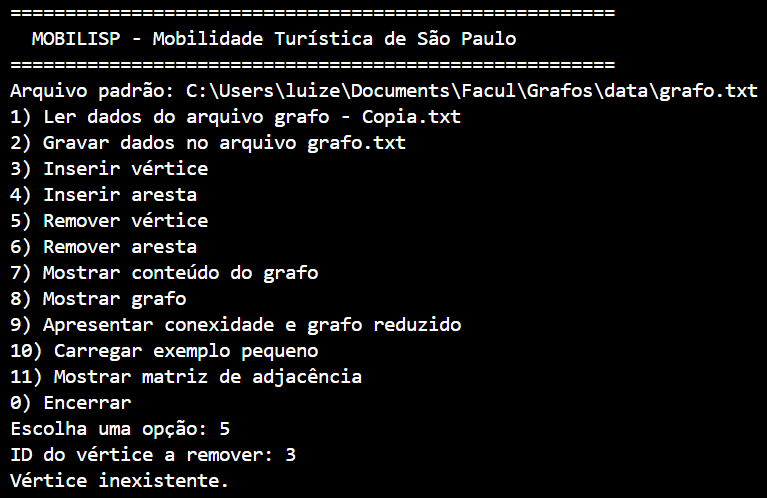 =======================================================
  MOBILISP - Mobilidade Turística de São Paulo
=======================================================
Arquivo padrão: C:\Users\luize\Documents\Facul\Grafos\data\grafo.txt
1) Ler dados do arquivo grafo - Copia.txt
2) Gravar dados no arquivo grafo.txt
3) Inserir vértice
4) Inserir aresta
5) Remover vértice
6) Remover aresta
7) Mostrar conteúdo do grafo
8) Mostrar grafo
9) Apresentar conexidade e grafo reduzido
10) Carregar exemplo pequeno
11) Mostrar matriz de adjacência
0) Encerrar
Escolha uma opção: 5
ID do vértice a remover: 3
Vértice inexistente.